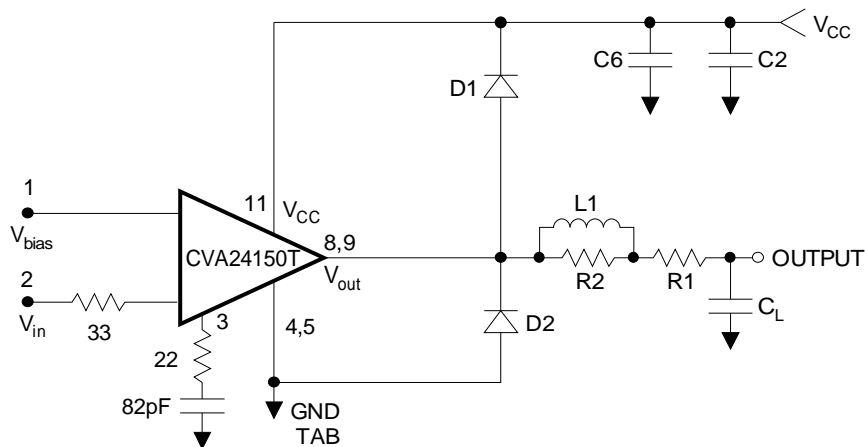 V_CC
C6
C2
D1
L1
1
11
V_CC
V_bias
8,9
CVA24150T
V_out
OUTPUT
2
R2
R1
V_in
3
4,5
D2
C_L
33
22
82pF
GND
TAB